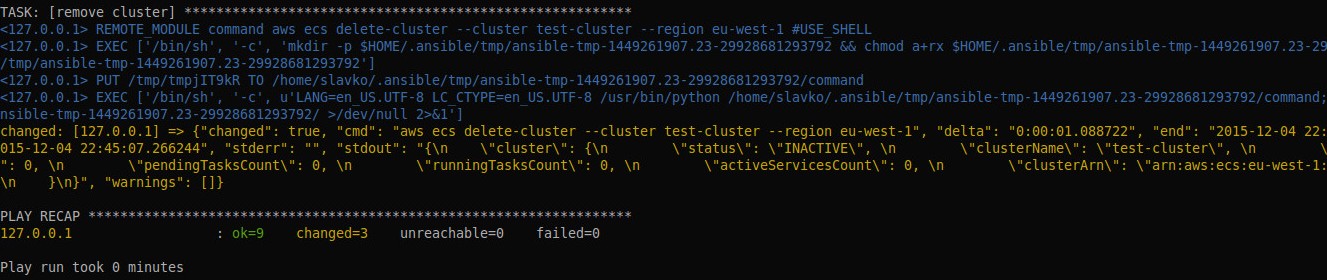 TASK: [remove cluster] ********************************************************
<127.0.0.1> REMOTE_MODULE command aws ecs delete-cluster --cluster test-cluster --region eu-west-1 #USE_SHELL
<127.0.0.1> EXEC ['/bin/sh', '-c', 'mkdir -p $HOME/.ansible/tmp/ansible-tmp-1449261907.23-29928681293792 && chmod a+rx $HOME/.ansible/tmp/ansible-tmp-1449261907.23-29
/tmp/ansible-tmp-1449261907.23-29928681293792']
<127.0.0.1> PUT /tmp/tmpjIT9kR TO /home/slavko/.ansible/tmp/ansible-tmp-1449261907.23-29928681293792/command
<127.0.0.1> EXEC ['/bin/sh', '-c', u'LANG=en_US.UTF-8 LC_CTYPE=en_US.UTF-8 /usr/bin/python /home/slavko/.ansible/tmp/ansible-tmp-1449261907.23-29928681293792/command;
nsible-tmp-1449261907.23-29928681293792/ >/dev/null 2>&1']
changed: [127.0.0.1] => {"changed": true, "cmd": "aws ecs delete-cluster --cluster test-cluster --region eu-west-1", "delta": "0:00:01.088722", "end": "2015-12-04 22:
015-12-04 22:45:07.266244", "stderr": "", "stdout": "{\n    \"cluster\": {\n        \"status\": \"INACTIVE\", \n        \"clusterName\": \"test-cluster\", \n        \
": 0, \n        \"pendingTasksCount\": 0, \n        \"runningTasksCount\": 0, \n        \"activeServicesCount\": 0, \n        \"clusterArn\": \"arn:aws:ecs:eu-west-1:
\n    }\n}", "warnings": []}
PLAY RECAP ********************************************************************
127.0.0.1                  : ok=9    changed=3    unreachable=0    failed=0
Play run took 0 minutes